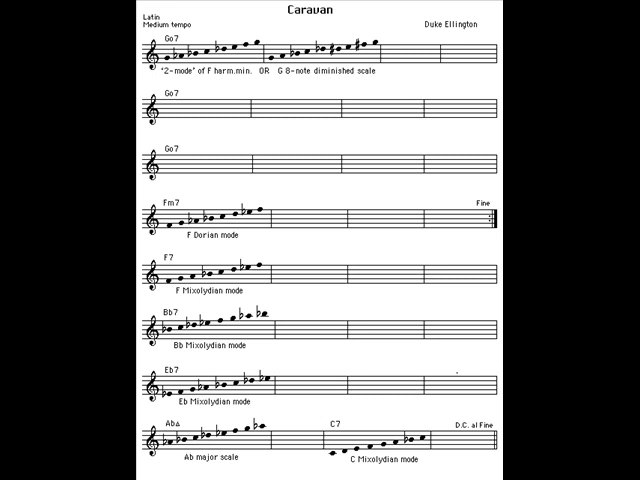 Caravan
Latin
Medium tempo
Duke Ellington
Go7
'2-mode' of F harm.min. OR G 8-note diminished scale
Go7
Go7
Fm7
Fine
F Dorian mode
F7
F Mixolydian mode
Bb7
Bb Mixolydian mode
Eb7
Eb Mixolydian mode
Ab△
C7
D.C. al Fine
Ab major scale
C Mixolydian mode